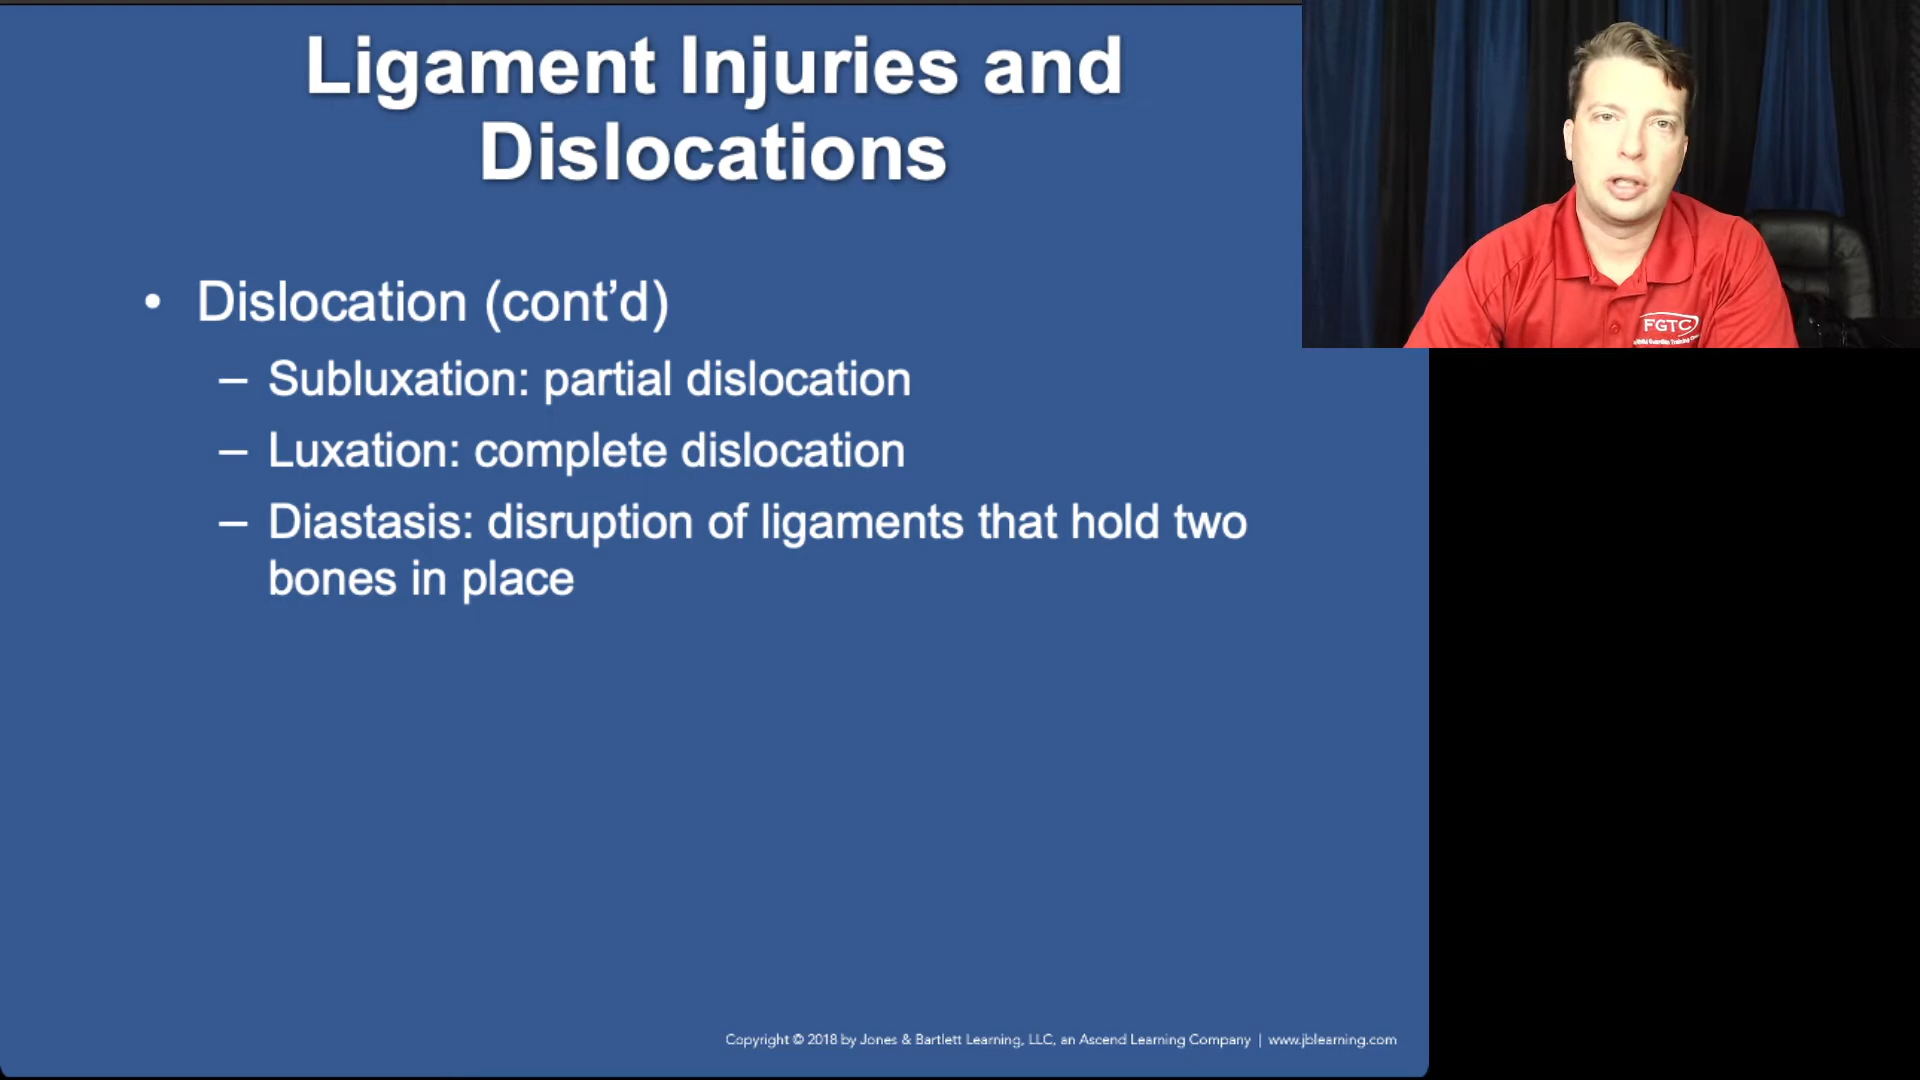 Ligament Injuries and
Dislocations
• Dislocation (cont’d)
– Subluxation: partial dislocation
– Luxation: complete dislocation
– Diastasis: disruption of ligaments that hold two
bones in place
FGTC
Copyright © 2018 by Jones & Bartlett Learning, LLC, an Ascend Learning Company | www.jblearning.com